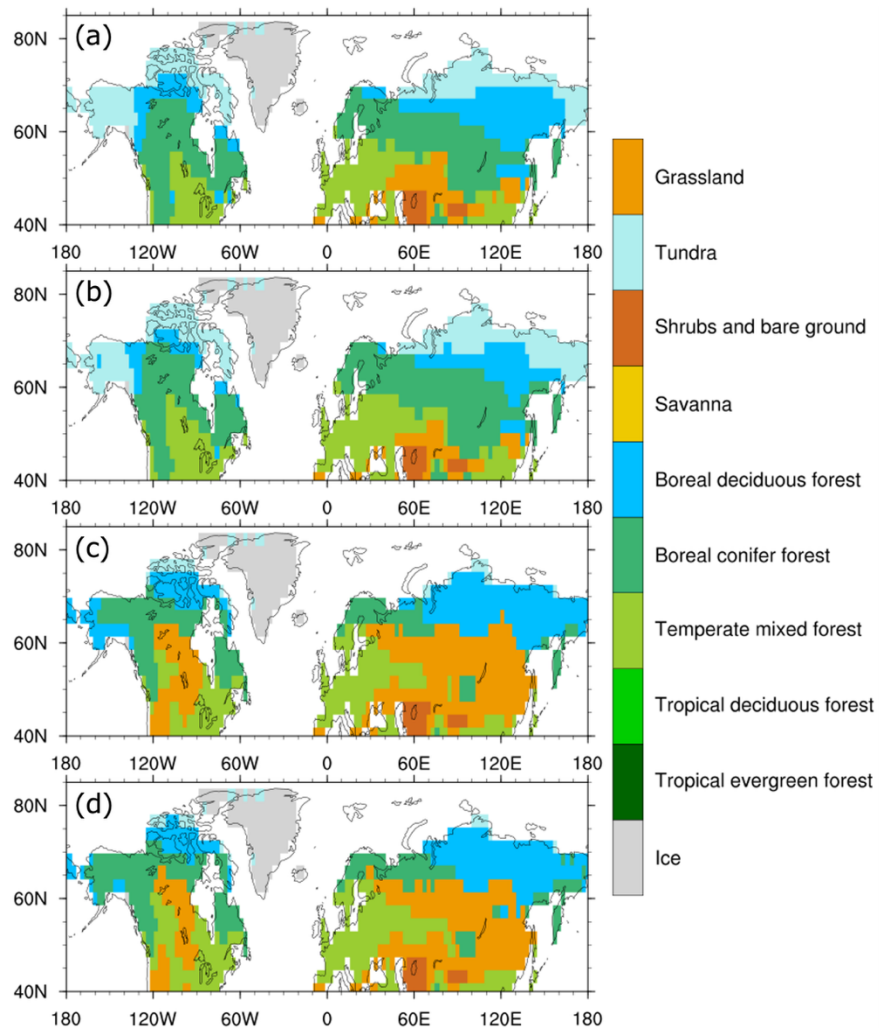 (a)
80N
60N
40N
180 120W 60W 0 60E 120E 180
(b)
80N
60N
40N
180 120W 60W 0 60E 120E 180
(c)
80N
60N
40N
180 120W 60W 0 60E 120E 180
(d)
80N
60N
40N
180 120W 60W 0 60E 120E 180
Grassland
Tundra
Shrubs and bare ground
Savanna
Boreal deciduous forest
Boreal conifer forest
Temperate mixed forest
Tropical deciduous forest
Tropical evergreen forest
Ice